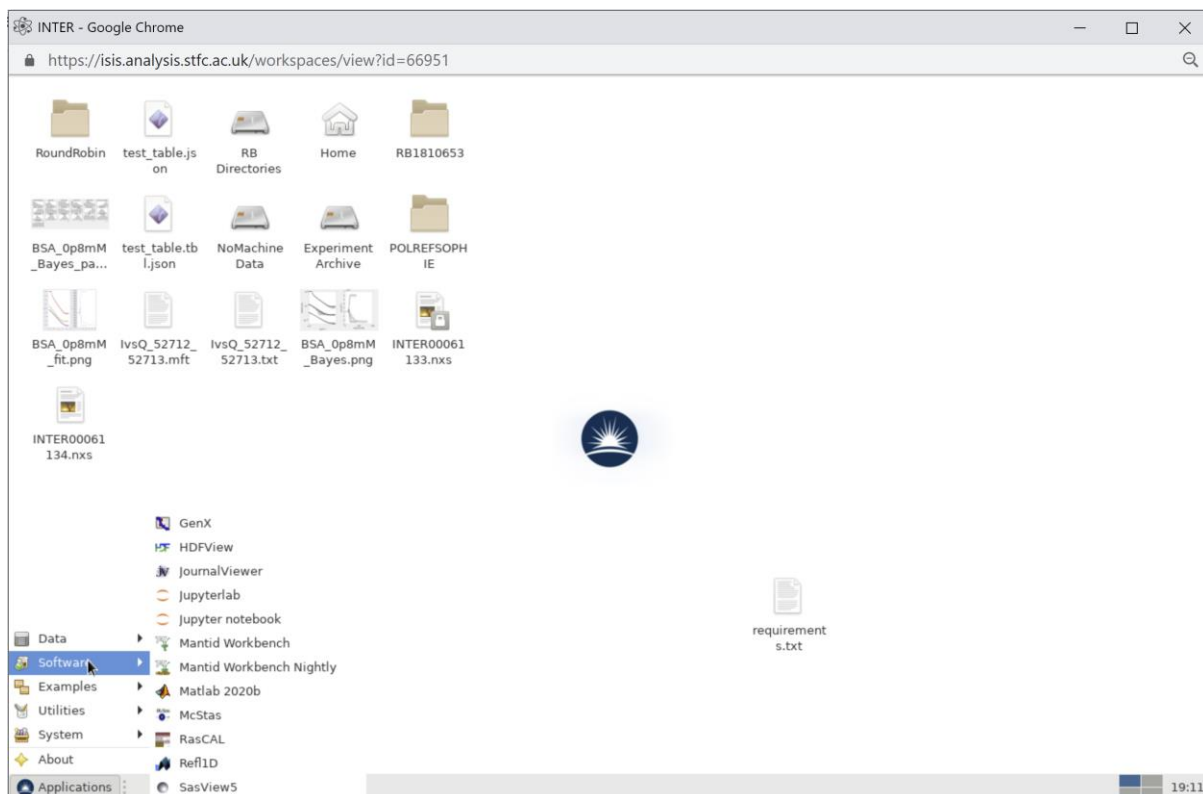 INTER - Google Chrome
https://isis.analysis.stfc.ac.uk/workspaces/view?id=66951
RoundRobin
test_table.js
on
RB
Directories
Home
RB1810653
BSA_0p8mM
_Bayes_pa...
test_table.tb
l.json
NoMachine
Data
Experiment
Archive
POLREFSOPH
IE
BSA_0p8mM
_fit.png
IvsQ_52712_
52713.mft
IvsQ_52712_
52713.txt
BSA_0p8mM
_Bayes.png
INTER00061
133.nxs
INTER00061
134.nxs
GenX
HDFView
JournalViewer
Jupyterlab
Jupyter notebook
Mantid Workbench
Mantid Workbench Nightly
Matlab 2020b
McStas
RasCAL
Refl1D
SasView5
Data
Software
Examples
Utilities
System
About
Applications
requirement
s.txt
19:11